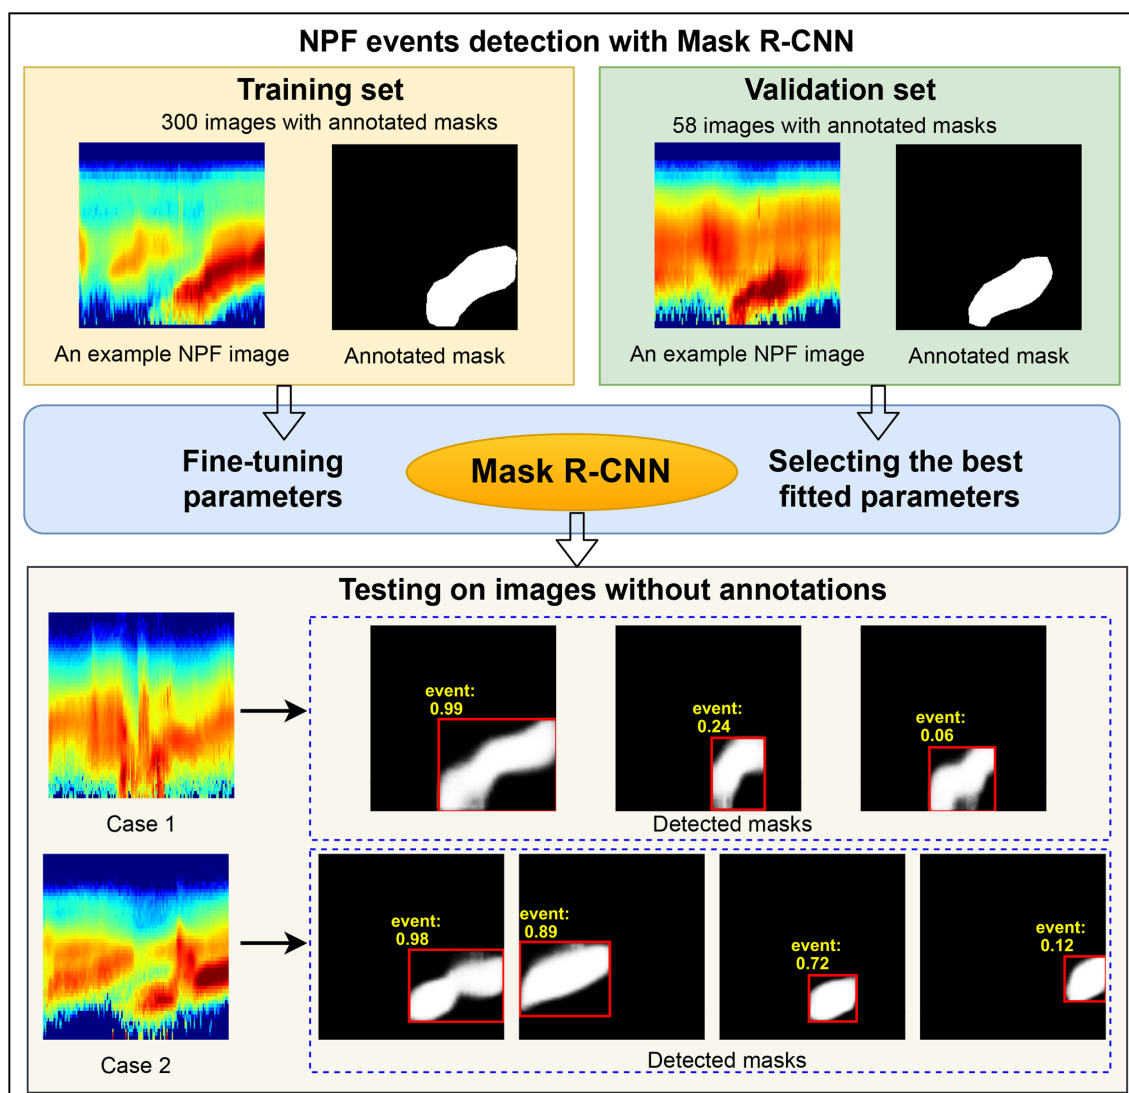 NPF events detection with Mask R-CNN
Training set
300 images with annotated masks
An example NPF image
Annotated mask
Validation set
58 images with annotated masks
An example NPF image
Annotated mask
Fine-tuning
parameters
Mask R-CNN
Selecting the best
fitted parameters
Testing on images without annotations
Case 1
event:
0.99
event:
0.24
event:
0.06
Detected masks
Case 2
event:
0.98
event:
0.89
event:
0.72
event:
0.12
Detected masks